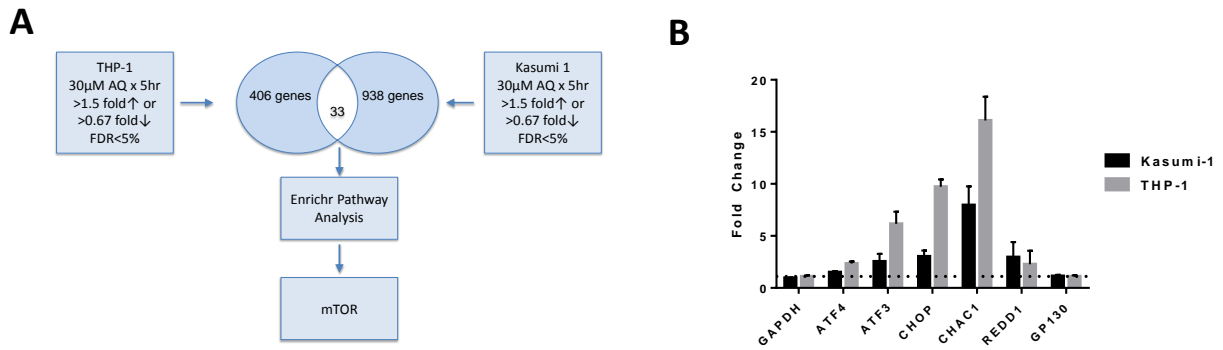 A
THP-1
30µM AQ x 5hr
>1.5 fold↑ or
>0.67 fold↓
FDR<5%
406 genes
33
938 genes
Kasumi 1
30µM AQ x 5hr
>1.5 fold↑ or
>0.67 fold↓
FDR<5%
Enrichr Pathway
Analysis
mTOR
B
Fold Change
20
15
10
5
0
GAPDH
ATF4
ATF3
CHOP
CHAC1
REDD1
GP130
Kasumi-1
THP-1